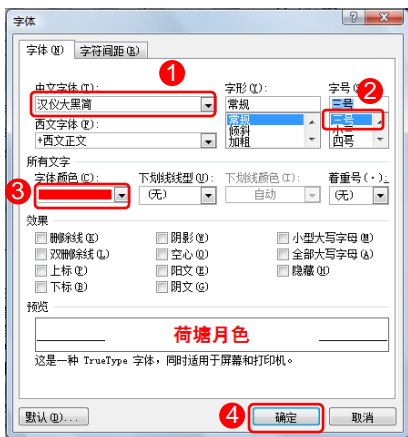 字体
字体(N) 字符间距(R)
1
中文字体(T): 字形(Y): 字号
2
汉仪大黑简 常规 三号
西文字体(F): 常规 三号
+西文正文 倾斜 小三
加粗 四号
所有文字
3
字体颜色(C): 下划线线型(U): 下划线颜色(I): 着重号(·):
(无) 自动 (无)
效果
删除线(K) 阴影(W) 小型大写字母(M)
双删除线(L) 空心(O) 全部大写字母(A)
上标(P) 阳文(E) 隐藏(H)
下标(B) 阴文(G)
预览
荷塘月色
这是一种 TrueType 字体，同时适用于屏幕和打印机。
默认(D)... 4 确定 取消